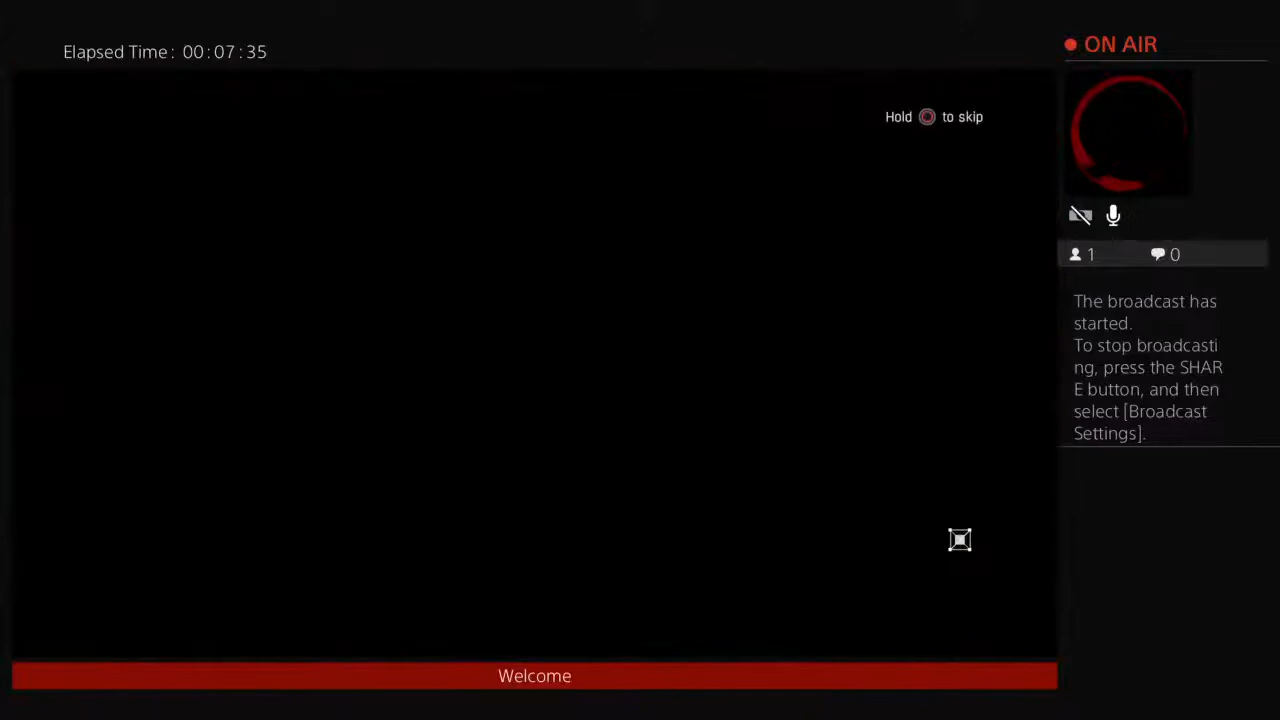 Elapsed Time: 00:07:35
ON AIR
Hold to skip
1 0
The broadcast has
started.
To stop broadcasti
ng, press the SHAR
E button, and then
select [Broadcast
Settings].
Welcome